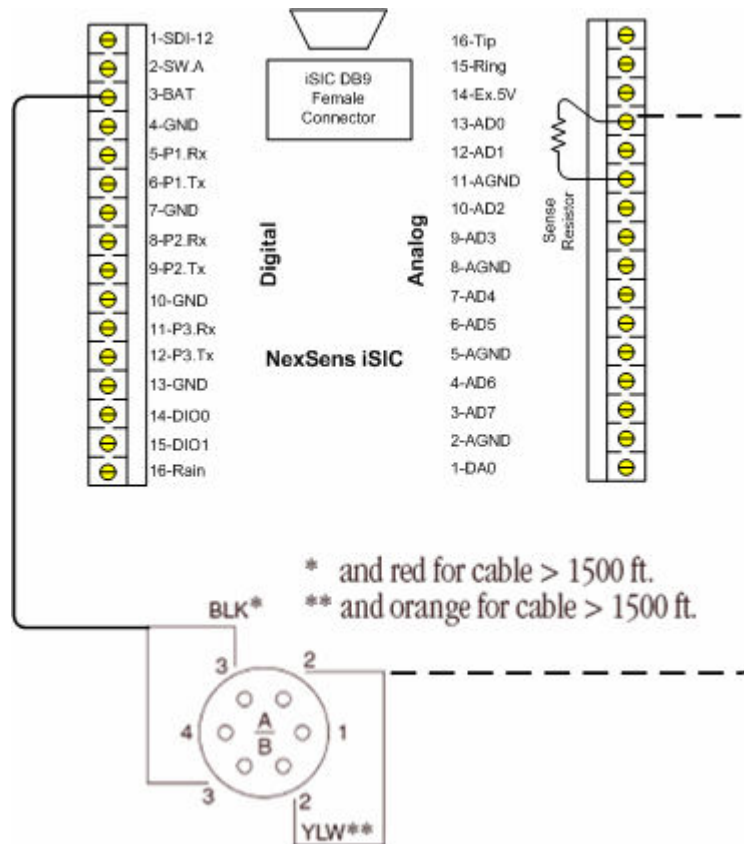 1-SDI-12
2-SW.A
3-BAT
4-GND
5-P1.Rx
6-P1.Tx
7-GND
8-P2.Rx
9-P2.Tx
10-GND
11-P3.Rx
12-P3.Tx
13-GND
14-DIO0
15-DIO1
16-Rain
iSIC DB9
Female
Connector
Digital
Analog
NexSens iSIC
16-Tip
15-Ring
14-Ex.5V
13-AD0
12-AD1
11-AGND
10-AD2
9-AD3
8-AGND
7-AD4
6-AD5
5-AGND
4-AD6
3-AD7
2-AGND
1-DA0
Sense
Resistor
* and red for cable > 1500 ft.
** and orange for cable > 1500 ft.
BLK*
3
2
4
A
B
1
3
2
YLW**